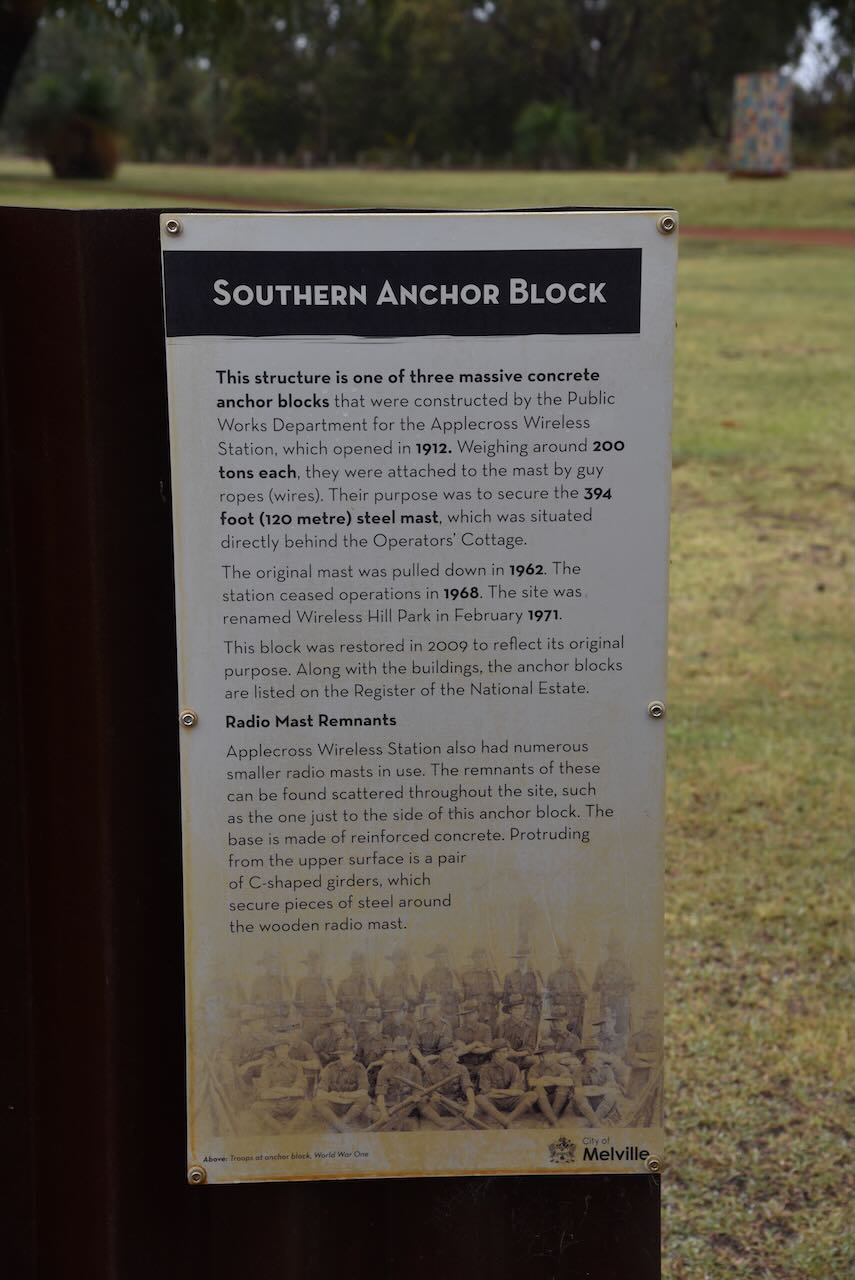 Southern Anchor Block
This structure is one of three massive concrete
anchor blocks that were constructed by the Public
Works Department for the Applecross Wireless
Station, which opened in 1912. Weighing around 200
tons each, they were attached to the mast by guy
ropes (wires). Their purpose was to secure the 394
foot (120 metre) steel mast, which was situated
directly behind the Operators' Cottage.
The original mast was pulled down in 1962. The
station ceased operations in 1968. The site was
renamed Wireless Hill Park in February 1971.
This block was restored in 2009 to reflect its original
purpose. Along with the buildings, the anchor blocks
are listed on the Register of the National Estate.
Radio Mast Remnants
Applecross Wireless Station also had numerous
smaller radio masts in use. The remnants of these
can be found scattered throughout the site, such
as the one just to the side of this anchor block. The
base is made of reinforced concrete. Protruding
from the upper surface is a pair
of C-shaped girders, which
secure pieces of steel around
the wooden radio mast.
Above: Troops at anchor block, World War One
City of
Melville